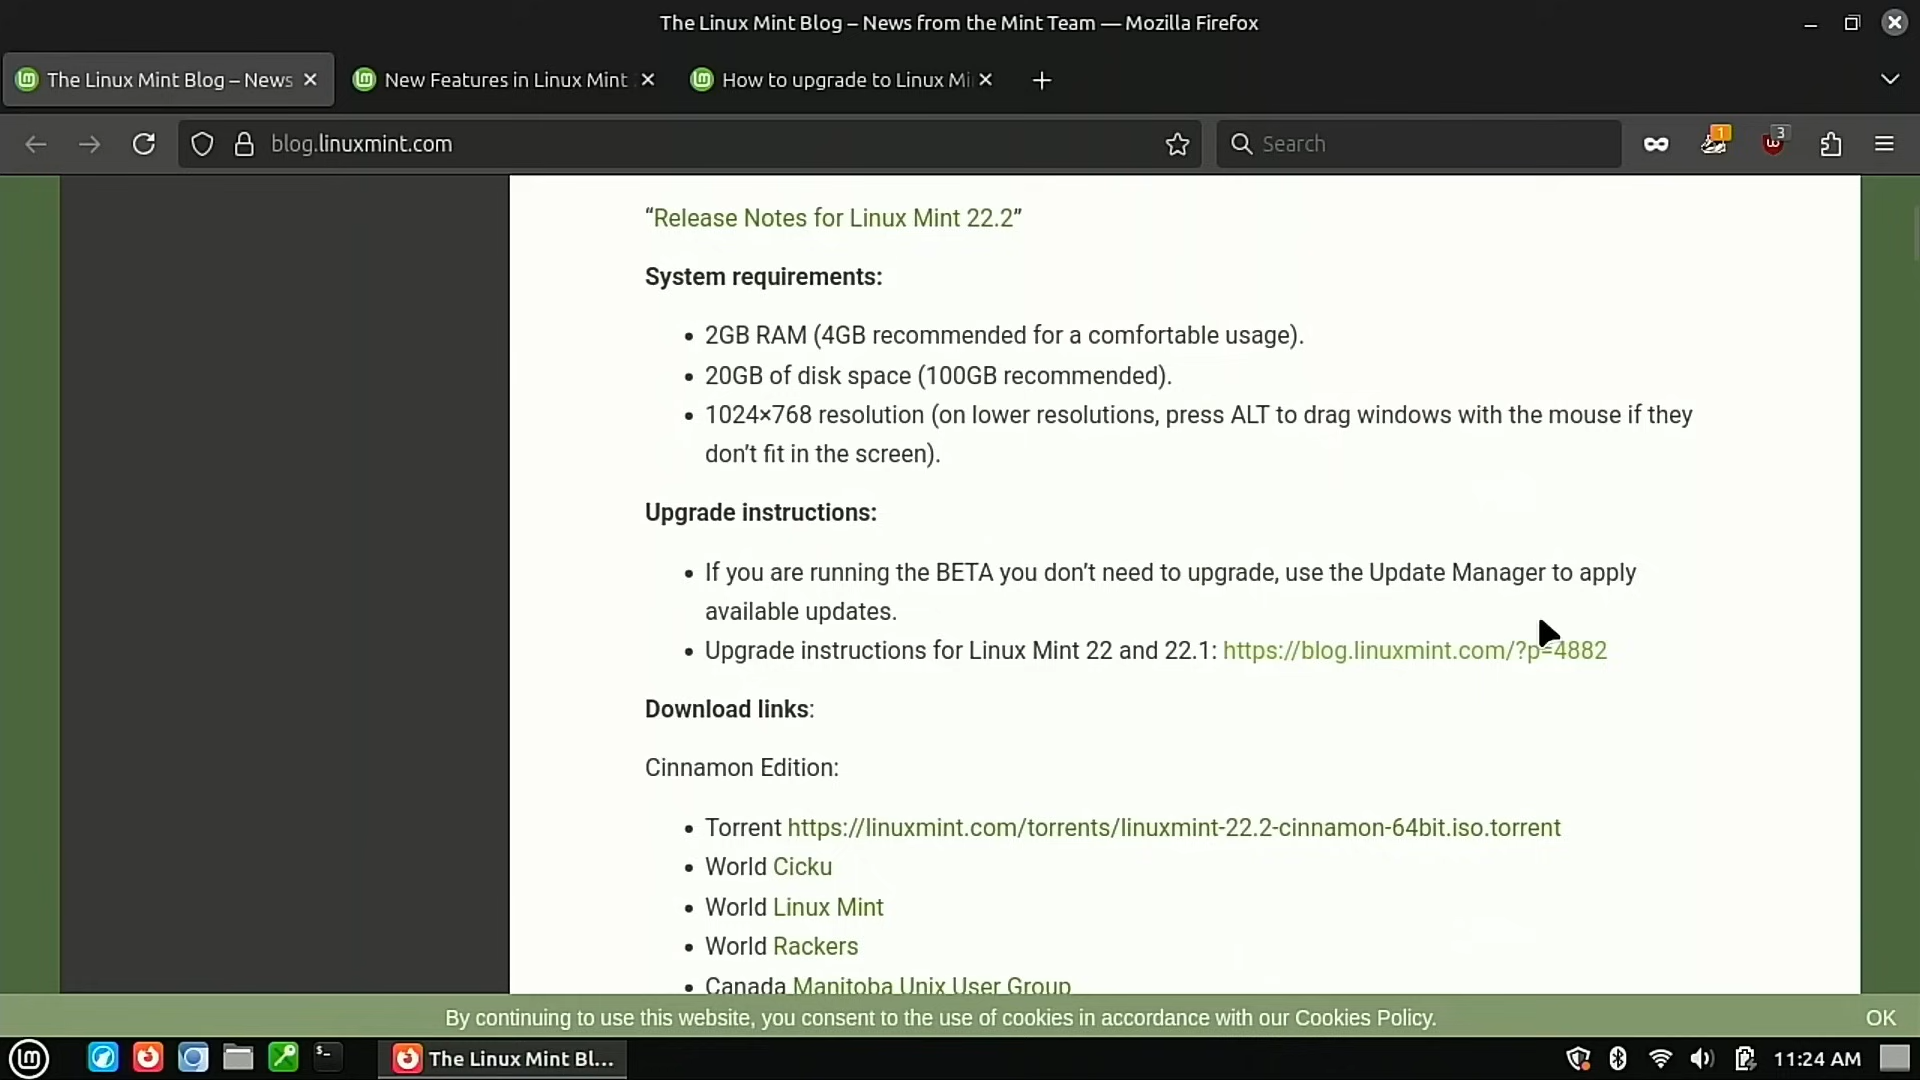 The Linux Mint Blog – News from the Mint Team — Mozilla Firefox
The Linux Mint Blog – News
New Features in Linux Mint
How to upgrade to Linux Mi
blog.linuxmint.com
Search
1
3
“Release Notes for Linux Mint 22.2”
System requirements:
2GB RAM (4GB recommended for a comfortable usage).
20GB of disk space (100GB recommended).
1024×768 resolution (on lower resolutions, press ALT to drag windows with the mouse if they
don’t fit in the screen).
Upgrade instructions:
If you are running the BETA you don’t need to upgrade, use the Update Manager to apply
available updates.
Upgrade instructions for Linux Mint 22 and 22.1: https://blog.linuxmint.com/?p=4882
Download links:
Cinnamon Edition:
Torrent https://linuxmint.com/torrents/linuxmint-22.2-cinnamon-64bit.iso.torrent
World Cicku
World Linux Mint
World Rackers
Canada Manitoba Unix User Group
By continuing to use this website, you consent to the use of cookies in accordance with our Cookies Policy.
OK
The Linux Mint Bl...
11:24 AM